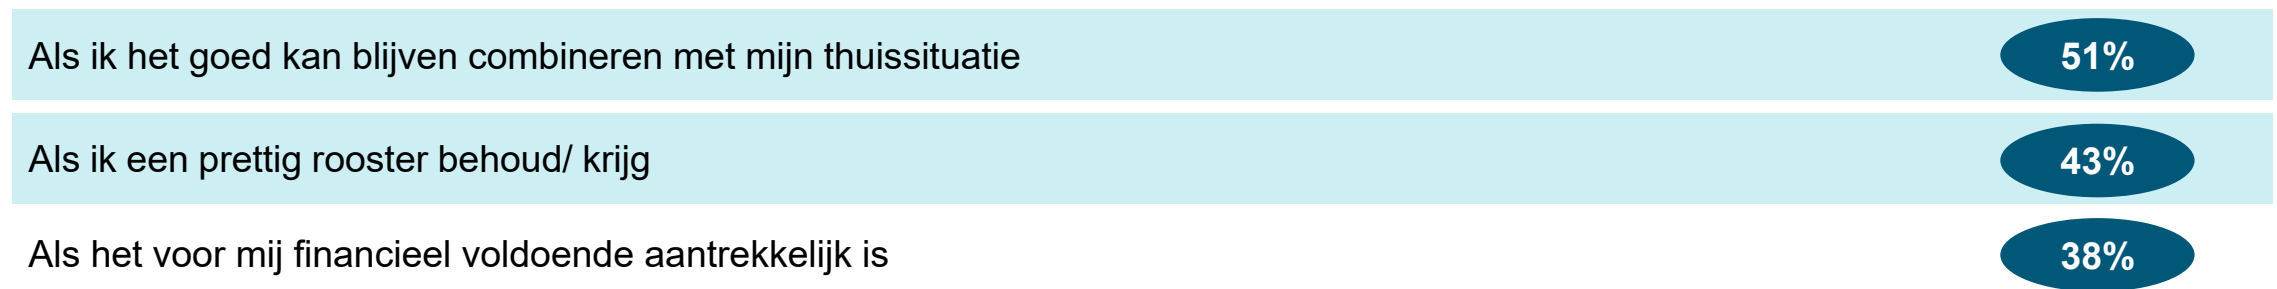 Als ik het goed kan blijven combineren met mijn thuissituatie 51%
Als ik een prettig rooster behoud/ krijg 43%
Als het voor mij financieel voldoende aantrekkelijk is 38%